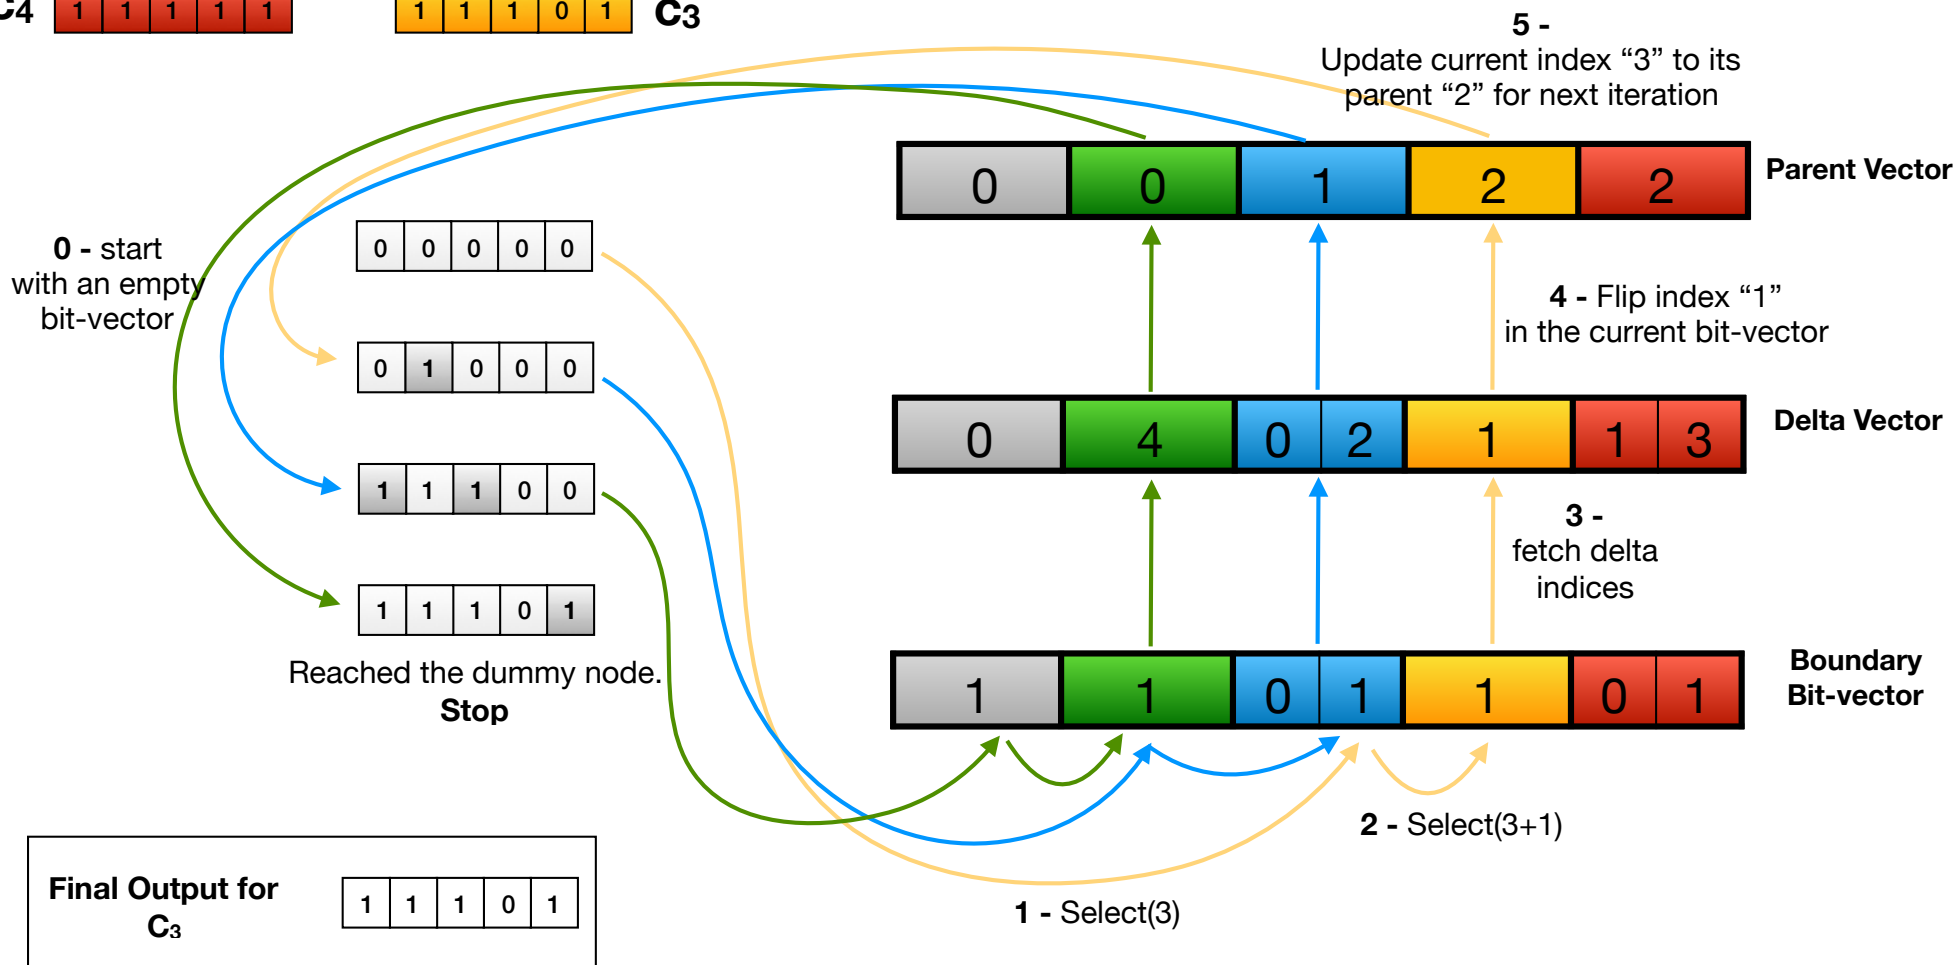 C4 1 1 1 1 1 1 1 1 0 1 C3
5 -
Update current index “3” to its
parent “2” for next iteration
0 0 1 2 2 Parent Vector
0 - start
with an empty
bit-vector
0 0 0 0 0
4 - Flip index “1”
in the current bit-vector
0 1 0 0 0
0 4 0 2 1 1 3 Delta Vector
1 1 1 0 0
3 -
fetch delta
indices
1 1 1 0 1
Reached the dummy node.
Stop
1 1 0 1 1 0 1 Boundary
Bit-vector
2 - Select(3+1)
1 - Select(3)
Final Output for
C3
1 1 1 0 1